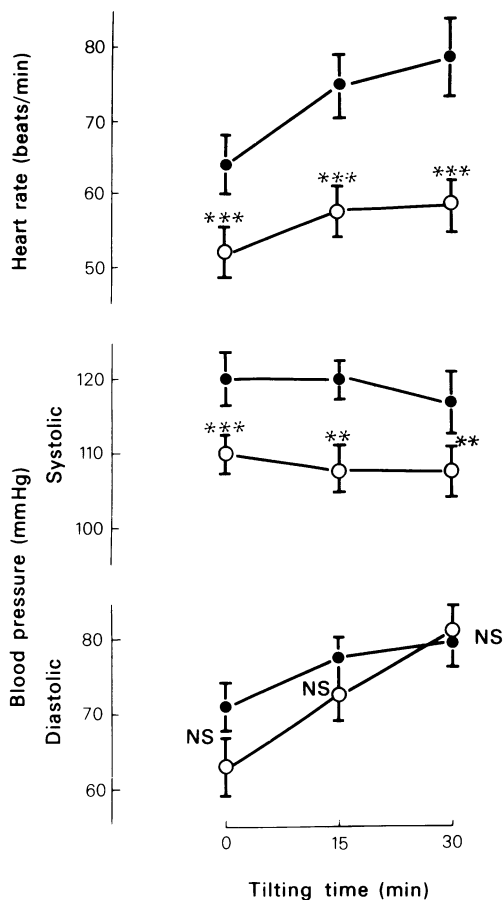 Heart rate (beats/min)
80
70
60
50
***
***
***
Blood pressure (mmHg)
Systolic
120
110
100
***
**
**
Diastolic
80
70
60
NS
NS
NS
0 15 30
Tilting time (min)